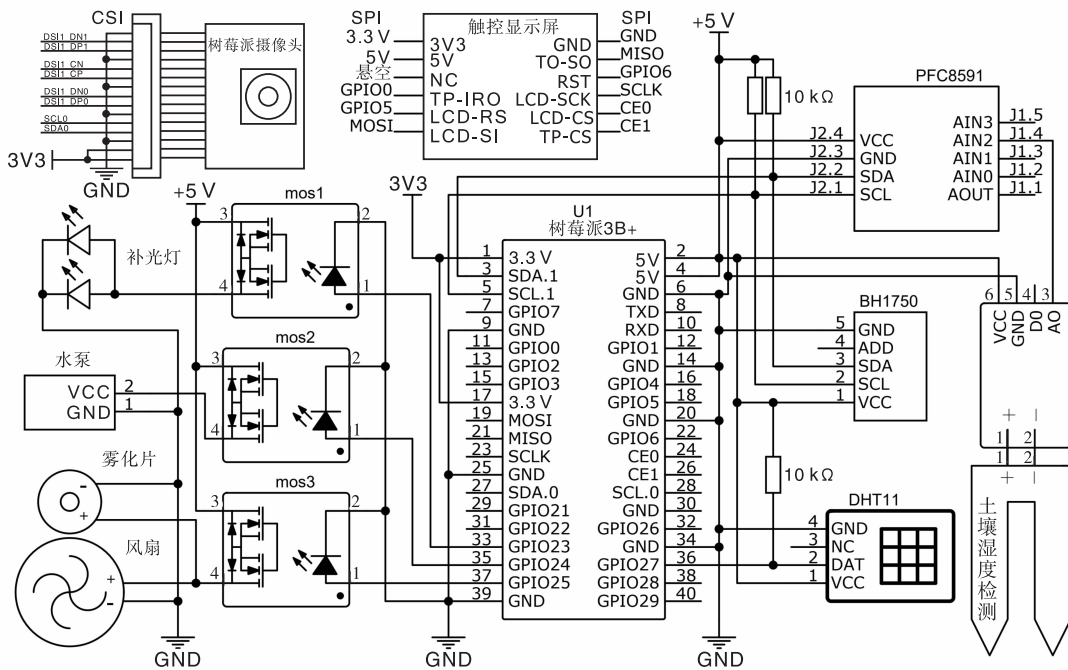 CSI
DSI1 DN1
DSI1 DP1
DSI1 CN
DSI1 CP
DSI1 DN0
DSI1 DP0
SCL0
SDA0
3V3
GND
树莓派摄像头
SPI
触控显示屏
SPI
3.3 V
3V3
GND
GND
5V
5V
TO-SO
MISO
悬空
NC
RST
GPIO6
GPIO0
TP-IRO
LCD-SCK
SCLK
GPIO5
LCD-RS
LCD-CS
CE0
MOSI
LCD-SI
TP-CS
CE1
+5 V
10 kΩ
PFC8591
J2.4
VCC
J2.3
GND
J2.2
SDA
J2.1
SCL
AIN3
J1.5
AIN2
J1.4
AIN1
J1.3
AIN0
J1.2
AOUT
J1.1
+5 V
补光灯
mos1
3
2
4
1
水泵
VCC
2
GND
1
mos2
3
2
4
1
雾化片
-
+
风扇
+
-
mos3
3
2
4
1
GND
3V3
U1
树莓派3B+
1
3.3 V
5V
2
3
SDA.1
5V
4
5
SCL.1
GND
6
7
GPIO7
TXD
8
9
GND
RXD
10
11
GPIO0
GPIO1
12
13
GPIO2
GND
14
15
GPIO3
GPIO4
16
17
3.3 V
GPIO5
18
19
MOSI
GND
20
21
MISO
GPIO6
22
23
SCLK
CE0
24
25
GND
CE1
26
27
SDA.0
SCL.0
28
29
GPIO21
GND
30
31
GPIO22
GPIO26
32
33
GPIO23
GND
34
35
GPIO24
GPIO27
36
37
GPIO25
GPIO28
38
39
GND
GPIO29
40
GND
GND
BH1750
5
GND
4
ADD
3
SDA
2
SCL
1
VCC
10 kΩ
DHT11
4
GND
3
NC
2
DAT
1
VCC
6
5
4
3
VCC
GND
D0
AO
+
-
1
2
1
2
+
-
土壤湿度检测